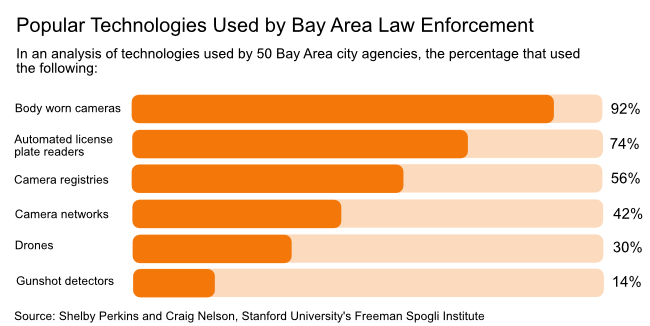 Popular Technologies Used by Bay Area Law Enforcement
In an analysis of technologies used by 50 Bay Area city agencies, the percentage that used
the following:
Body worn cameras 92%
Automated license
plate readers 74%
Camera registries 56%
Camera networks 42%
Drones 30%
Gunshot detectors 14%
Source: Shelby Perkins and Craig Nelson, Stanford University's Freeman Spogli Institute